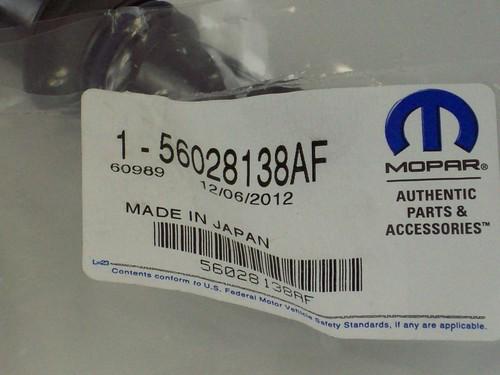 1 - 56028138AF
60989
12/06/2012
MADE IN JAPAN
56028138AF
L-23
Contents conform to U.S. Federal Motor Vehicle Safety Standards, if any are applicable.
MOPAR®
AUTHENTIC
PARTS &
ACCESSORIES™